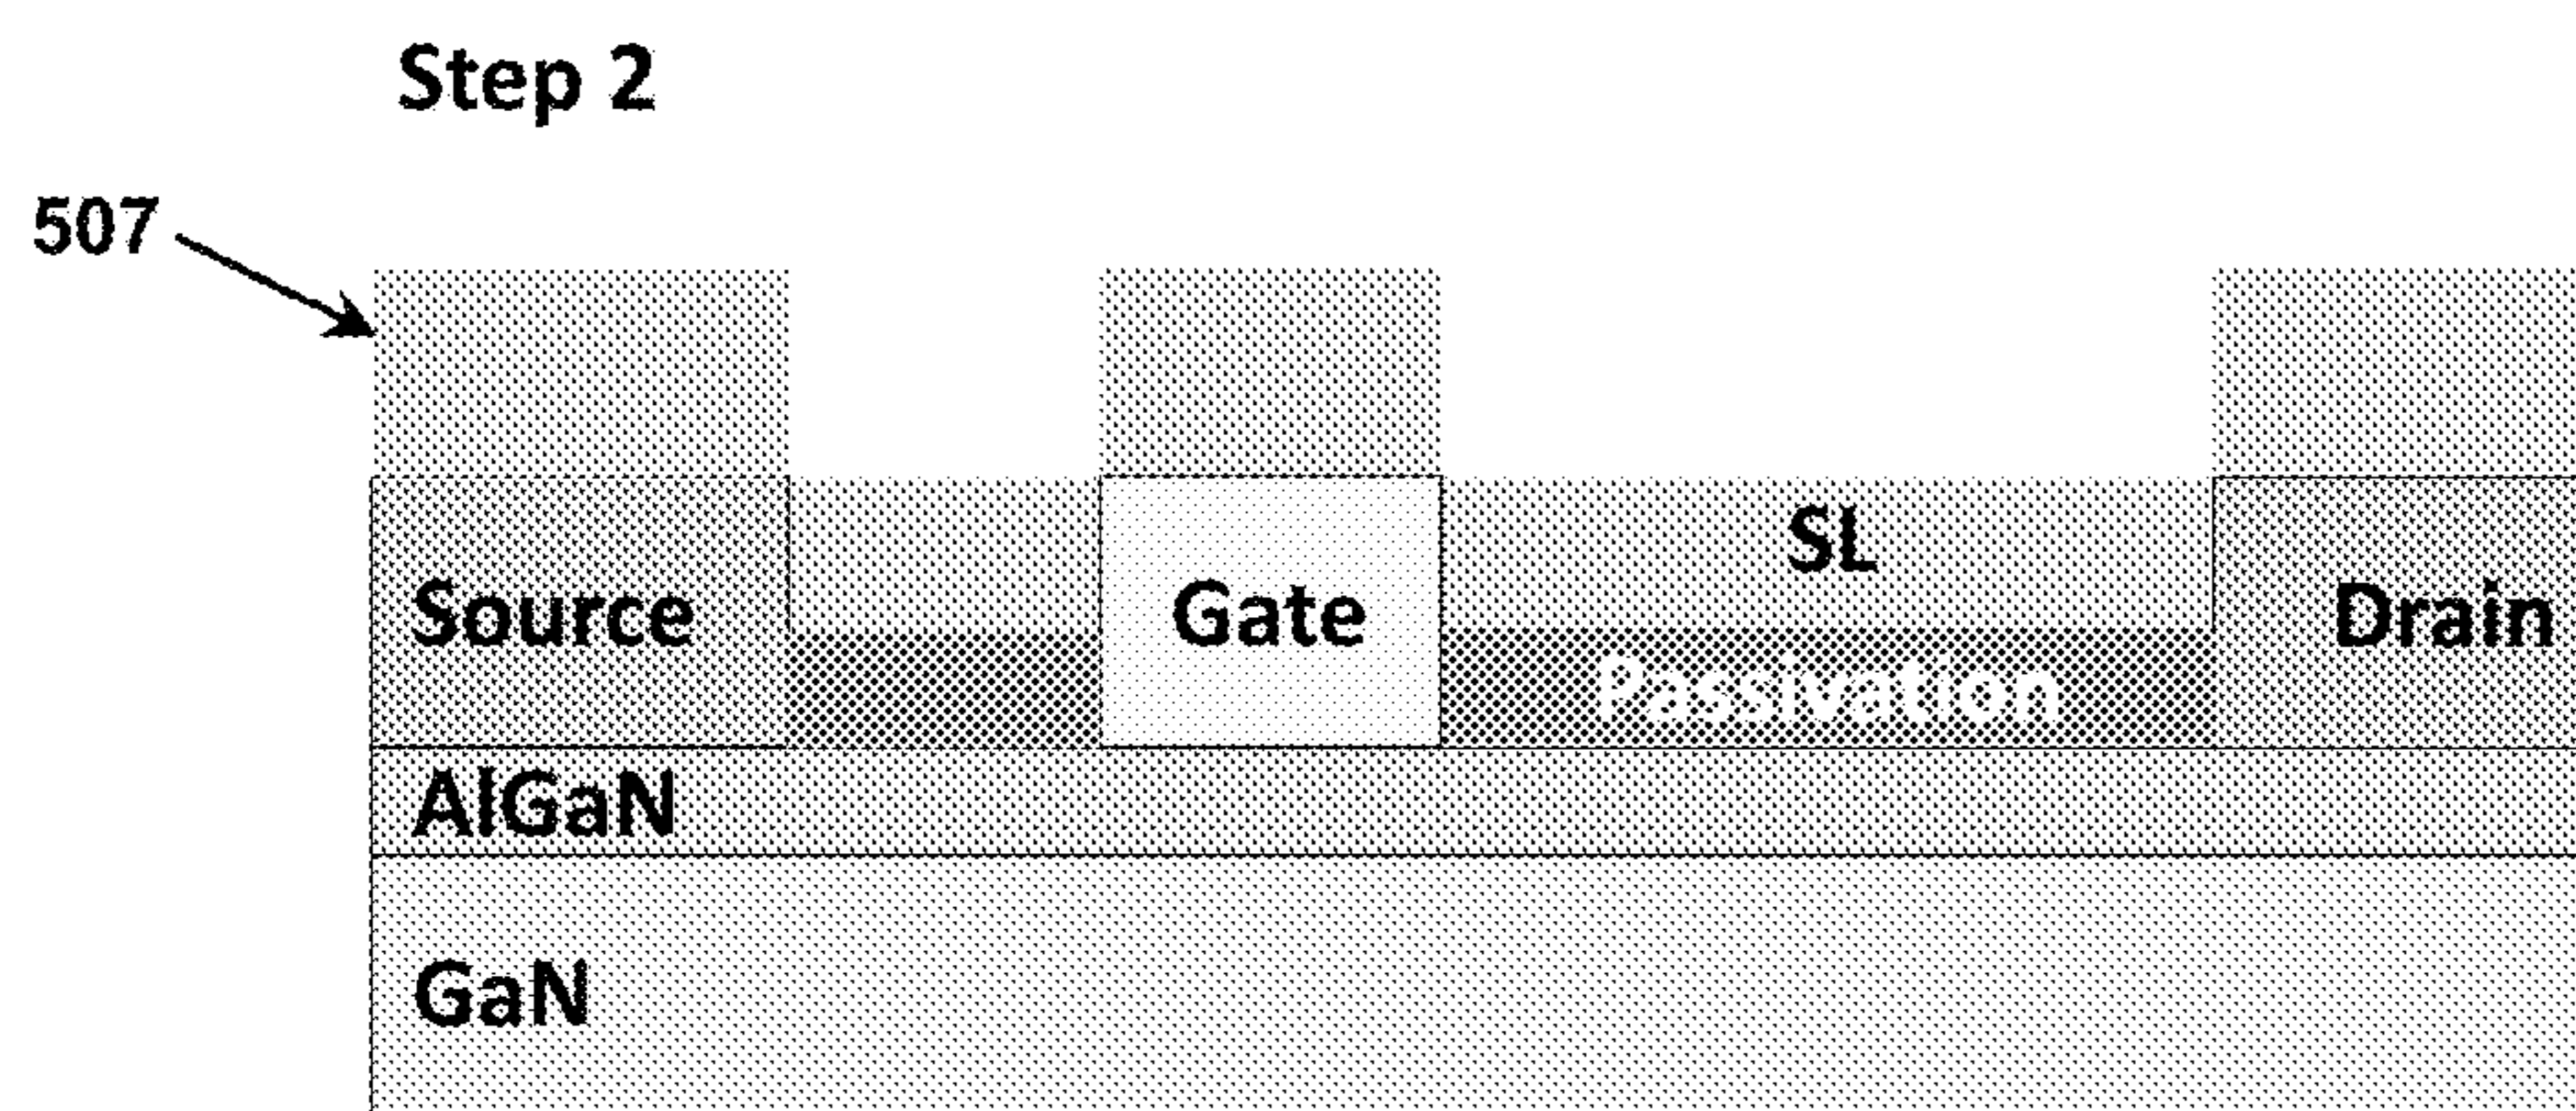 Step 2
507
SL
Source
Gate
Drain
Passivation
AlGaN
GaN